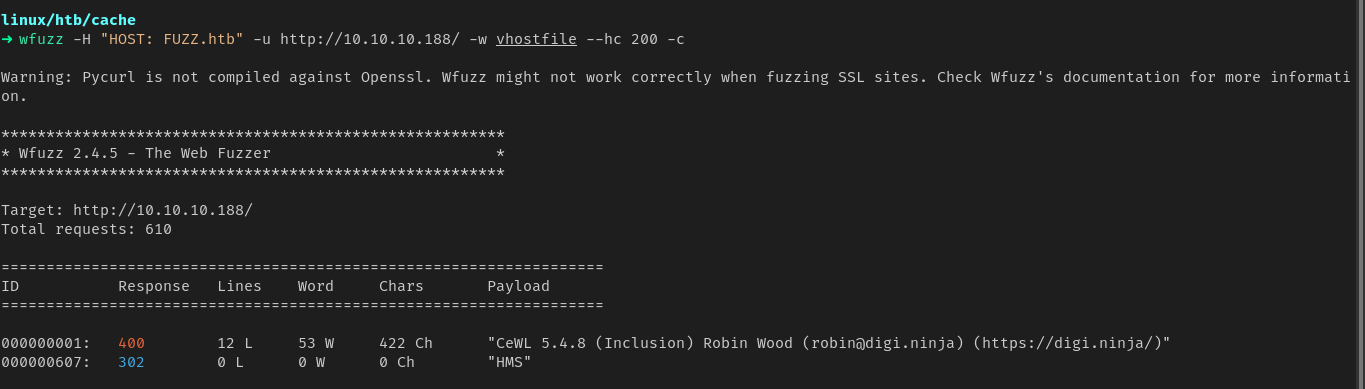 linux/htb/cache
➜ wfuzz -H "HOST: FUZZ.htb" -u http://10.10.10.188/ -w vhostfile --hc 200 -c
Warning: Pycurl is not compiled against Openssl. Wfuzz might not work correctly when fuzzing SSL sites. Check Wfuzz's documentation for more informati
on.
********************************************************
* Wfuzz 2.4.5 - The Web Fuzzer                         *
********************************************************
Target: http://10.10.10.188/
Total requests: 610
===================================================================
ID           Response   Lines    Word     Chars       Payload
===================================================================
000000001:   400        12 L     53 W     422 Ch      "CeWL 5.4.8 (Inclusion) Robin Wood (robin@digi.ninja) (https://digi.ninja/)"
000000607:   302        0 L      0 W      0 Ch        "HMS"